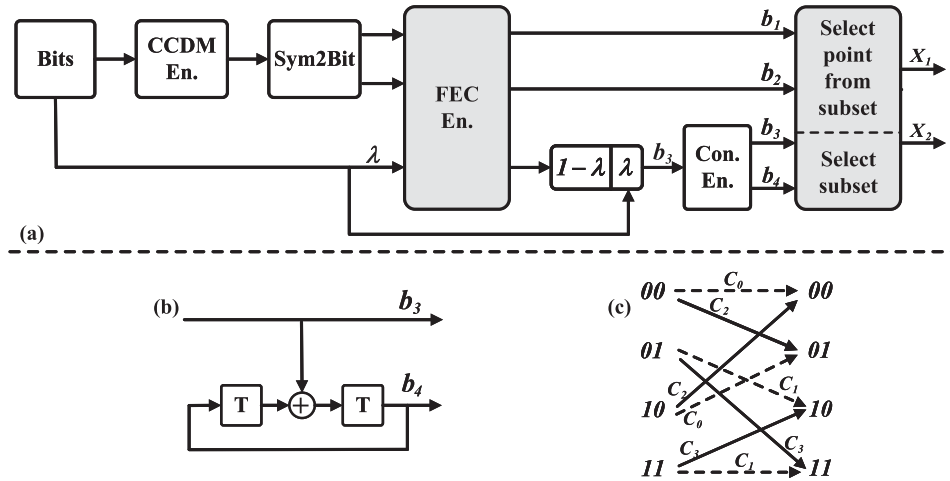 Bits
CCDM
En.
Sym2Bit
FEC
En.
λ
1 − λ
λ
b3
Con.
En.
b1
b2
b3
b4
Select
point
from
subset
Select
subset
X1
X2
(a)
(b)
b3
T
+
T
b4
(c)
00
C0
00
C2
01
01
C1
C2
10
C0
10
C3
C3
11
C1
11